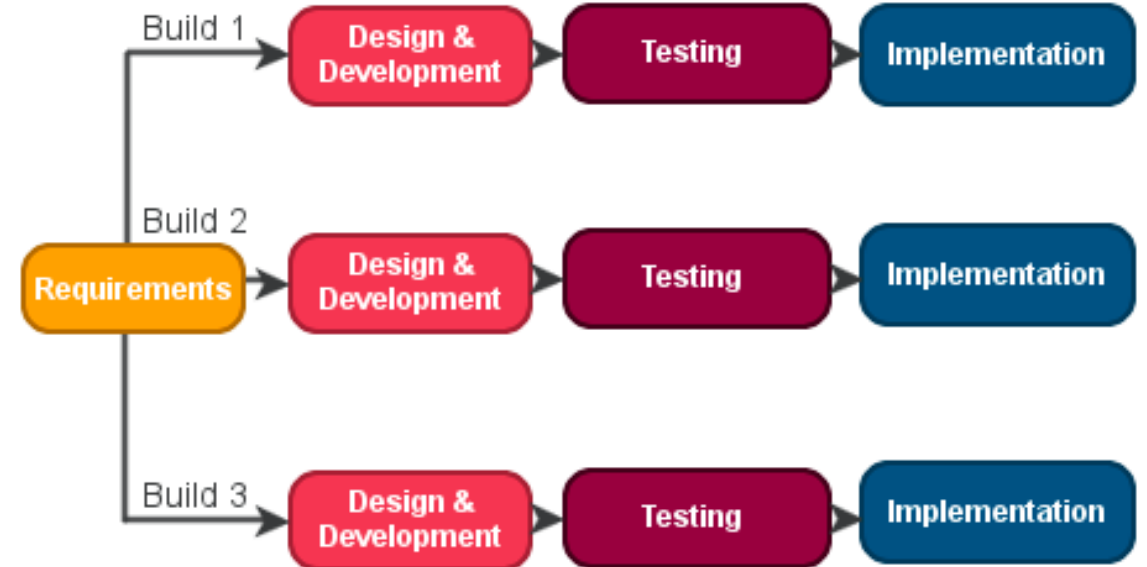 Build 1
Design &
Development
Testing
Implementation
Build 2
Requirements
Design &
Development
Testing
Implementation
Build 3
Design &
Development
Testing
Implementation